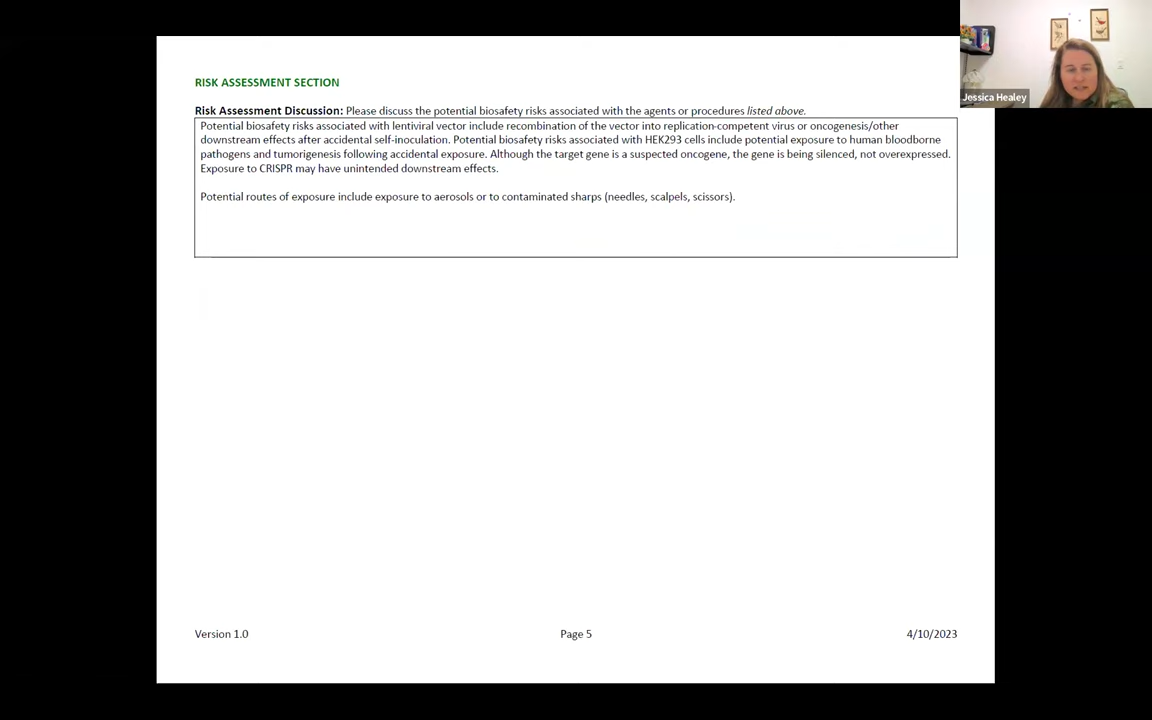 Jessica Healey
RISK ASSESSMENT SECTION
Risk Assessment Discussion: Please discuss the potential biosafety risks associated with the agents or procedures listed above.
Potential biosafety risks associated with lentiviral vector include recombination of the vector into replication-competent virus or oncogenesis/other
downstream effects after accidental self-inoculation. Potential biosafety risks associated with HEK293 cells include potential exposure to human bloodborne
pathogens and tumorigenesis following accidental exposure. Although the target gene is a suspected oncogene, the gene is being silenced, not overexpressed.
Exposure to CRISPR may have unintended downstream effects.
Potential routes of exposure include exposure to aerosols or to contaminated sharps (needles, scalpels, scissors).
Version 1.0
Page 5
4/10/2023